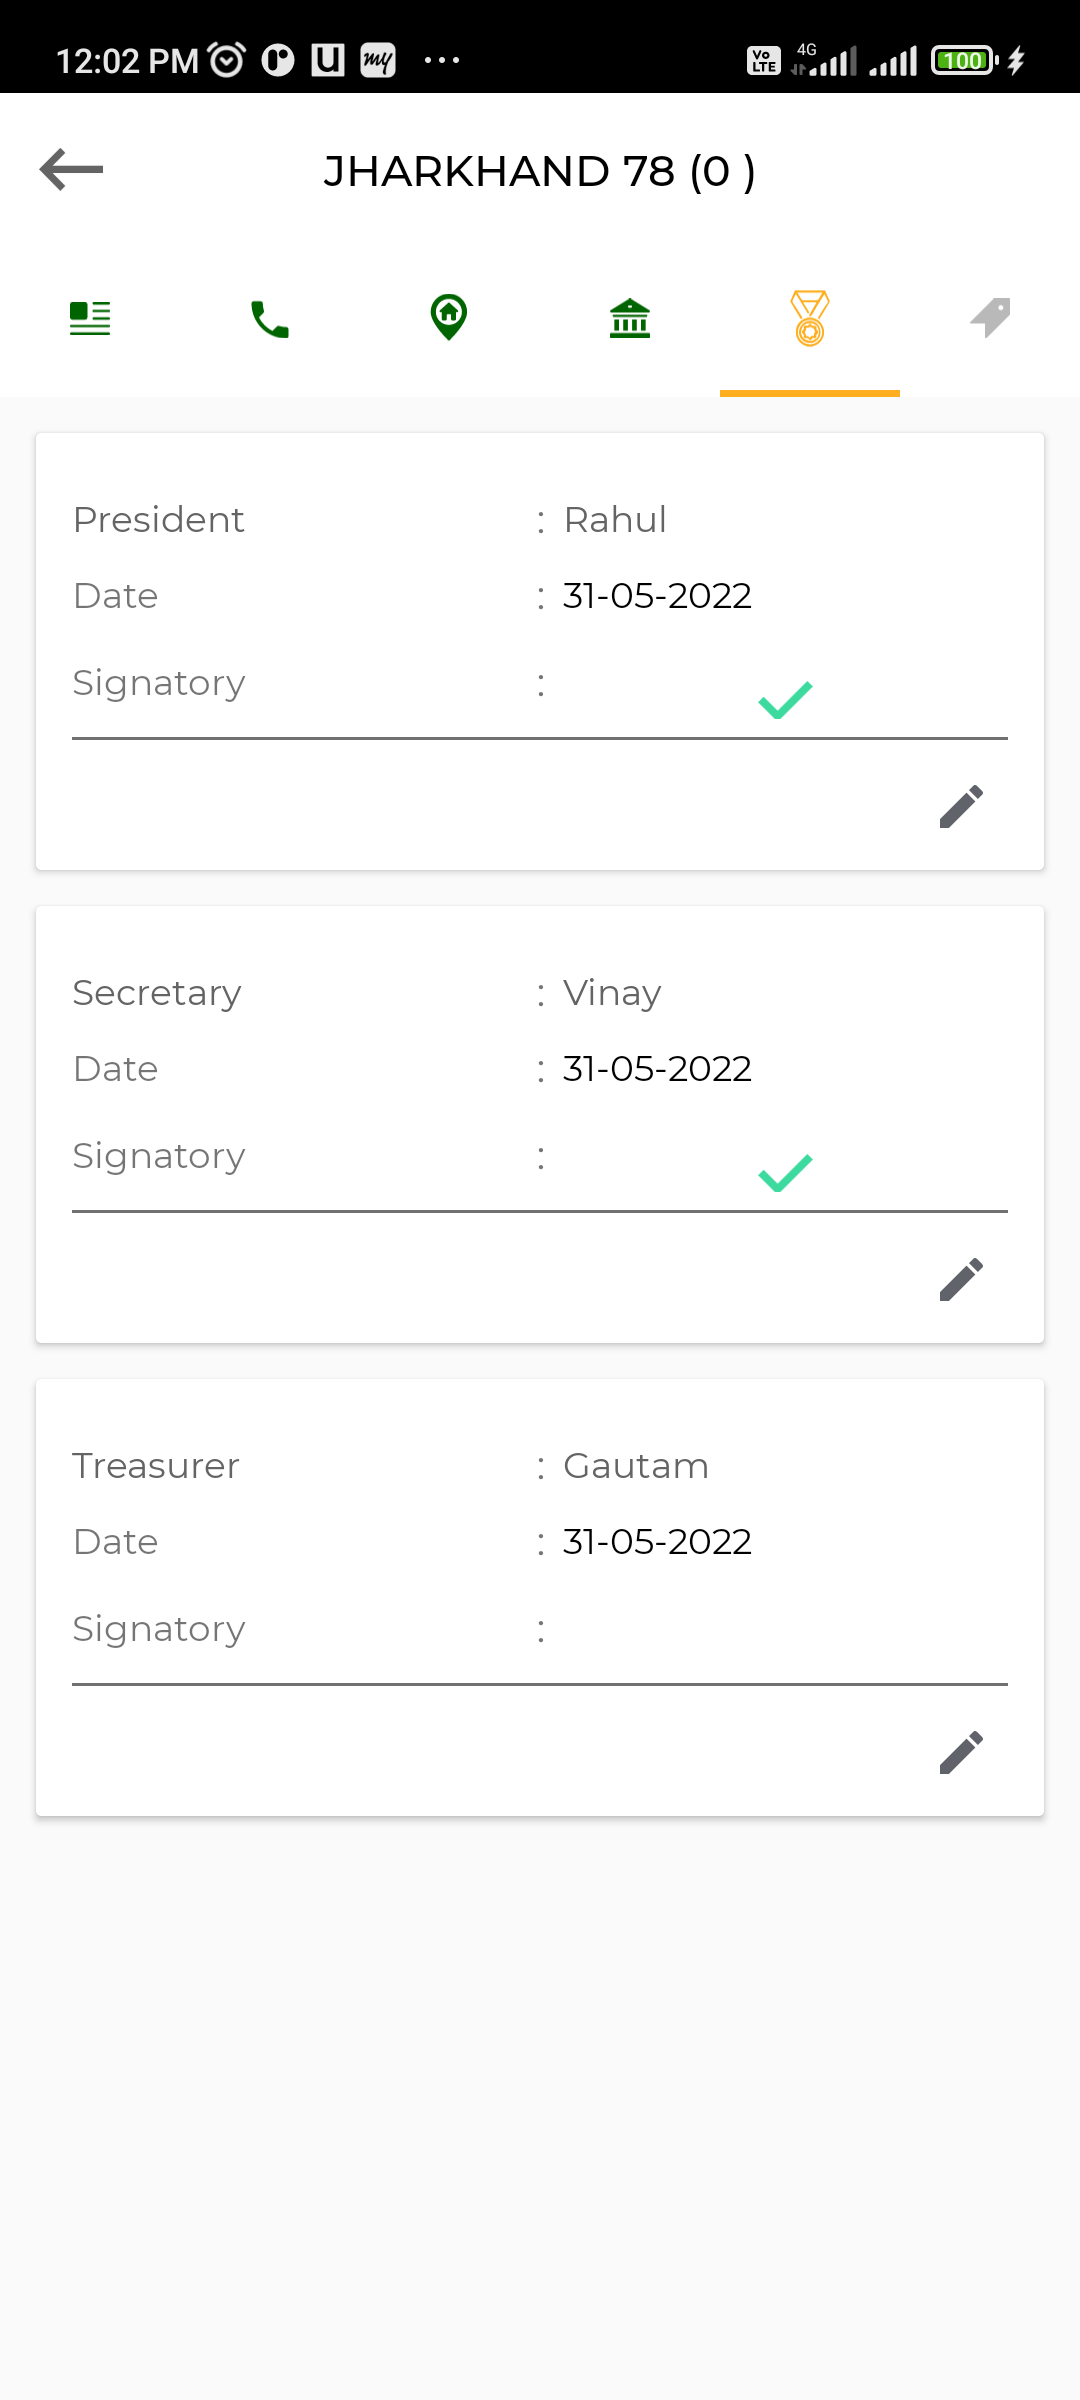 12:02 PM
Vo LTE 4G 100
JHARKHAND 78 (0 )
President : Rahul
Date : 31-05-2022
Signatory :
Secretary : Vinay
Date : 31-05-2022
Signatory :
Treasurer : Gautam
Date : 31-05-2022
Signatory :